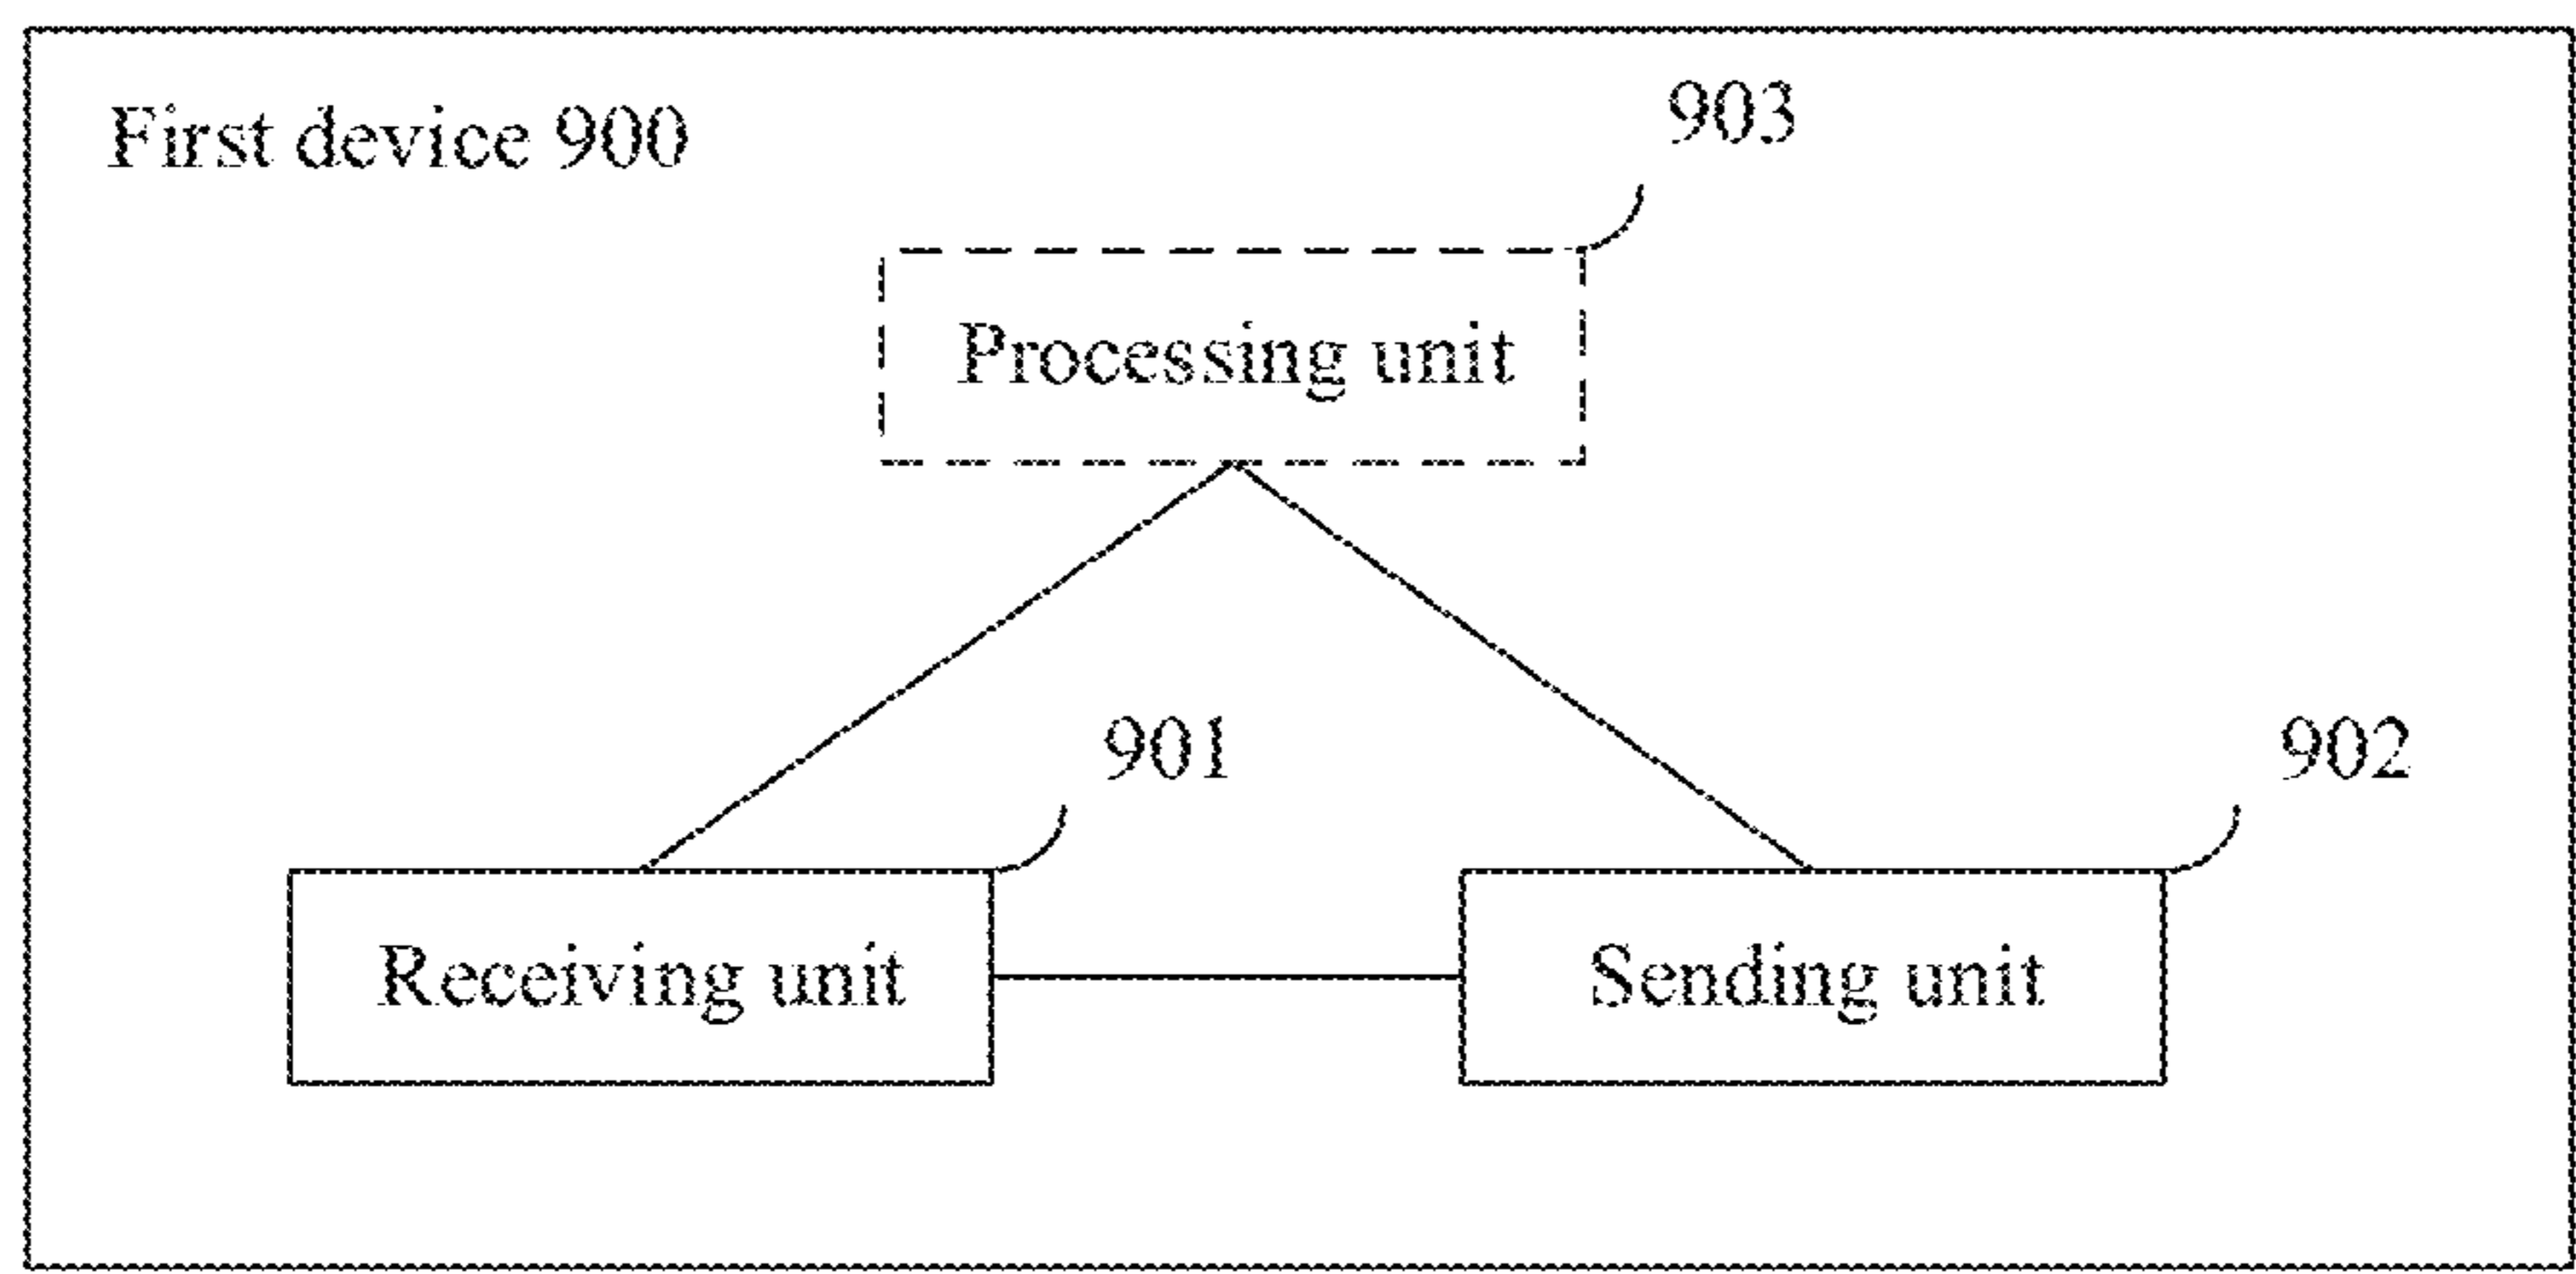 First device 900
903
Processing unit
901
902
Receiving unit
Sending unit